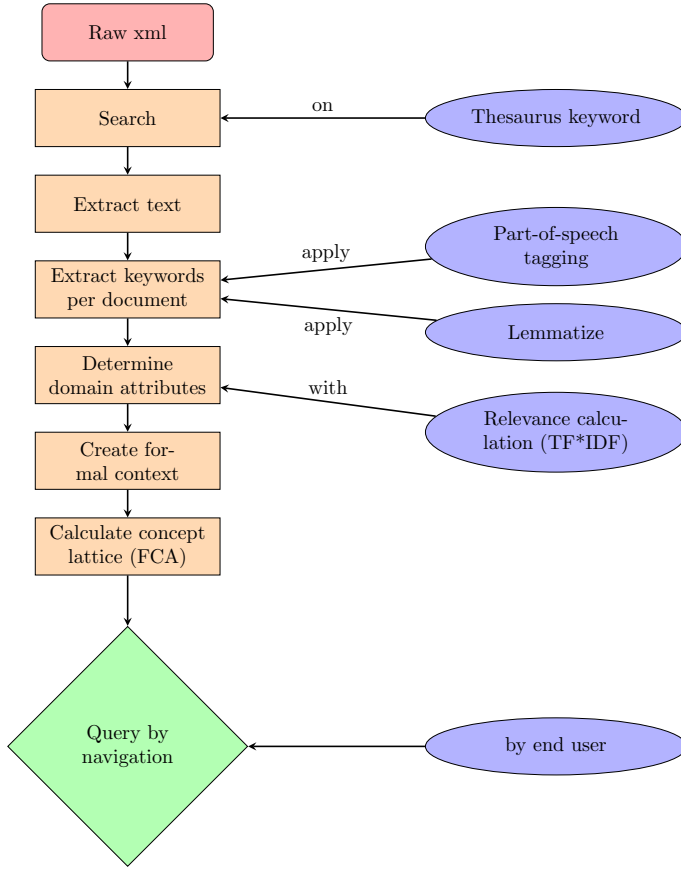 Raw xml
Search
on
Thesaurus keyword
Extract text
Part-of-speech
tagging
apply
Extract keywords
per document
apply
Lemmatize
Determine
domain attributes
with
Relevance calcu-
lation (TF*IDF)
Create for-
mal context
Calculate concept
lattice (FCA)
Query by
navigation
by end user